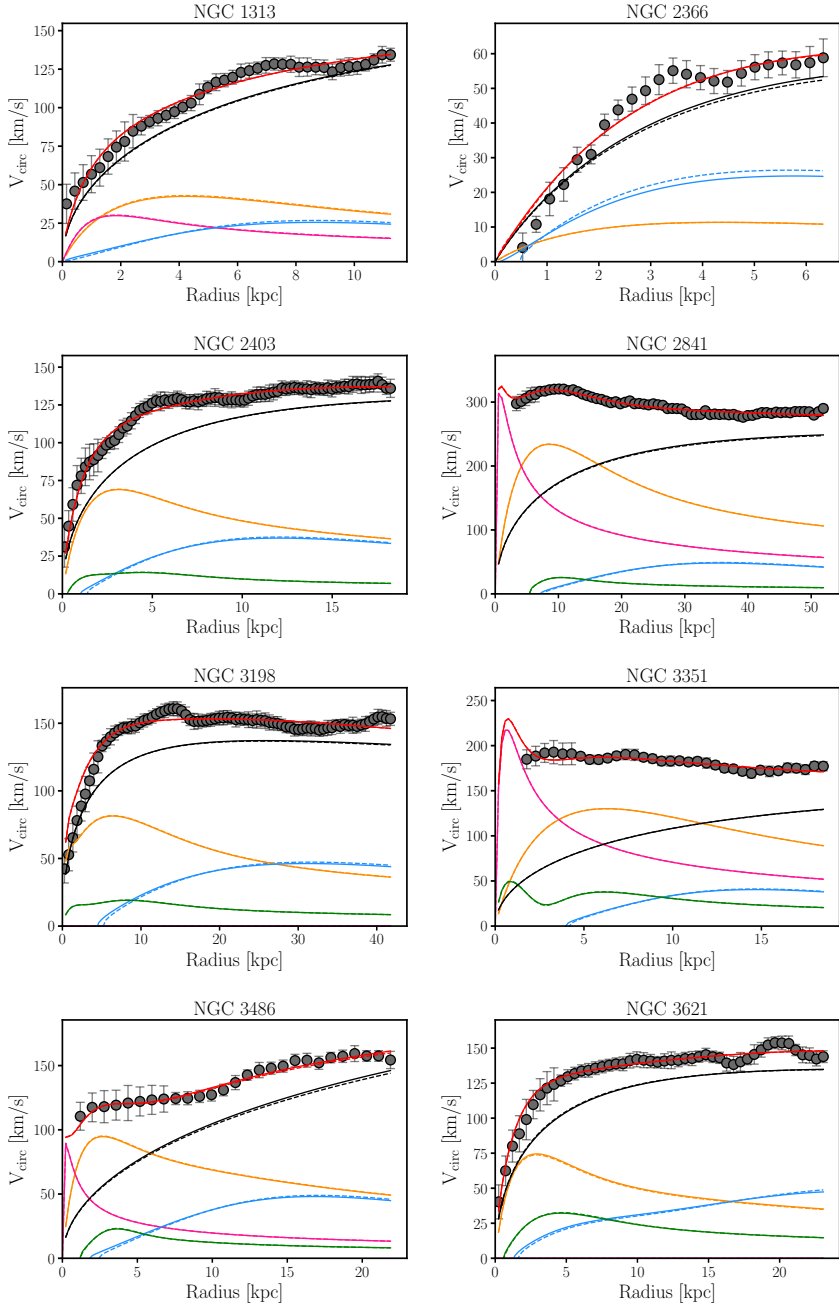 NGC 1313
NGC 2366
150
125
100
75
50
25
0
V_circ [km/s]
0 2 4 6 8 10
Radius [kpc]
60
50
40
30
20
10
0
V_circ [km/s]
0 1 2 3 4 5 6
Radius [kpc]
NGC 2403
NGC 2841
150
125
100
75
50
25
0
V_circ [km/s]
0 5 10 15
Radius [kpc]
300
200
100
0
V_circ [km/s]
0 10 20 30 40 50
Radius [kpc]
NGC 3198
NGC 3351
150
100
50
0
V_circ [km/s]
0 10 20 30 40
Radius [kpc]
250
200
150
100
50
0
V_circ [km/s]
0 5 10 15
Radius [kpc]
NGC 3486
NGC 3621
150
100
50
0
V_circ [km/s]
0 5 10 15 20
Radius [kpc]
150
125
100
75
50
25
0
V_circ [km/s]
0 5 10 15 20
Radius [kpc]